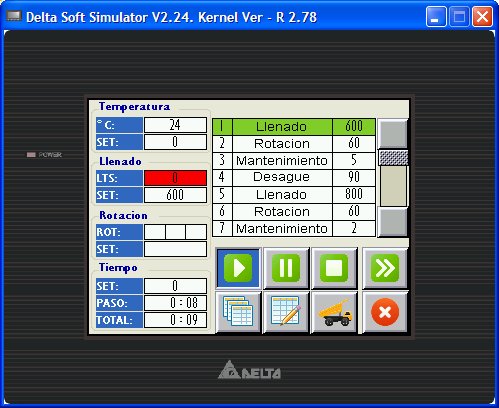 Delta Soft Simulator V2.24. Kernel Ver - R 2.78
POWER
Temperatura
°C: 24
SET: 0
Llenado
LTS: 0
SET: 600
Rotacion
ROT:
SET:
Tiempo
SET: 0
PASO: 0:08
TOTAL: 0:09
1 Llenado 600
2 Rotacion 60
3 Mantenimiento 5
4 Desague 90
5 Llenado 800
6 Rotacion 60
7 Mantenimiento 2
DELTA